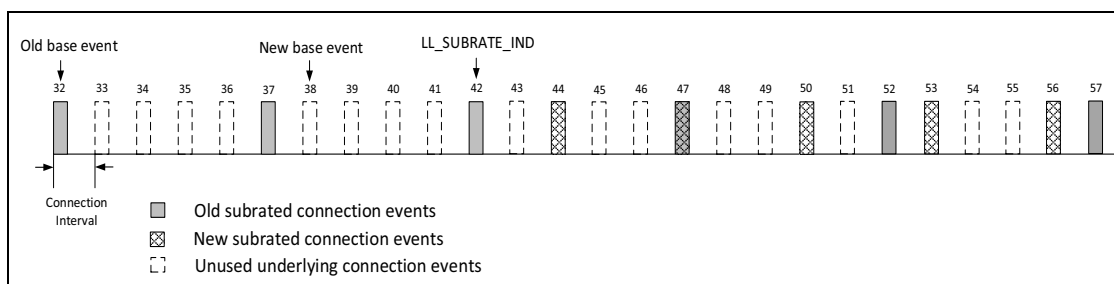 Old base event New base event LL_SUBRATE_IND
32 33 34 35 36 37 38 39 40 41 42 43 44 45 46 47 48 49 50 51 52 53 54 55 56 57
Connection
Interval
Old subrated connection events
New subrated connection events
Unused underlying connection events